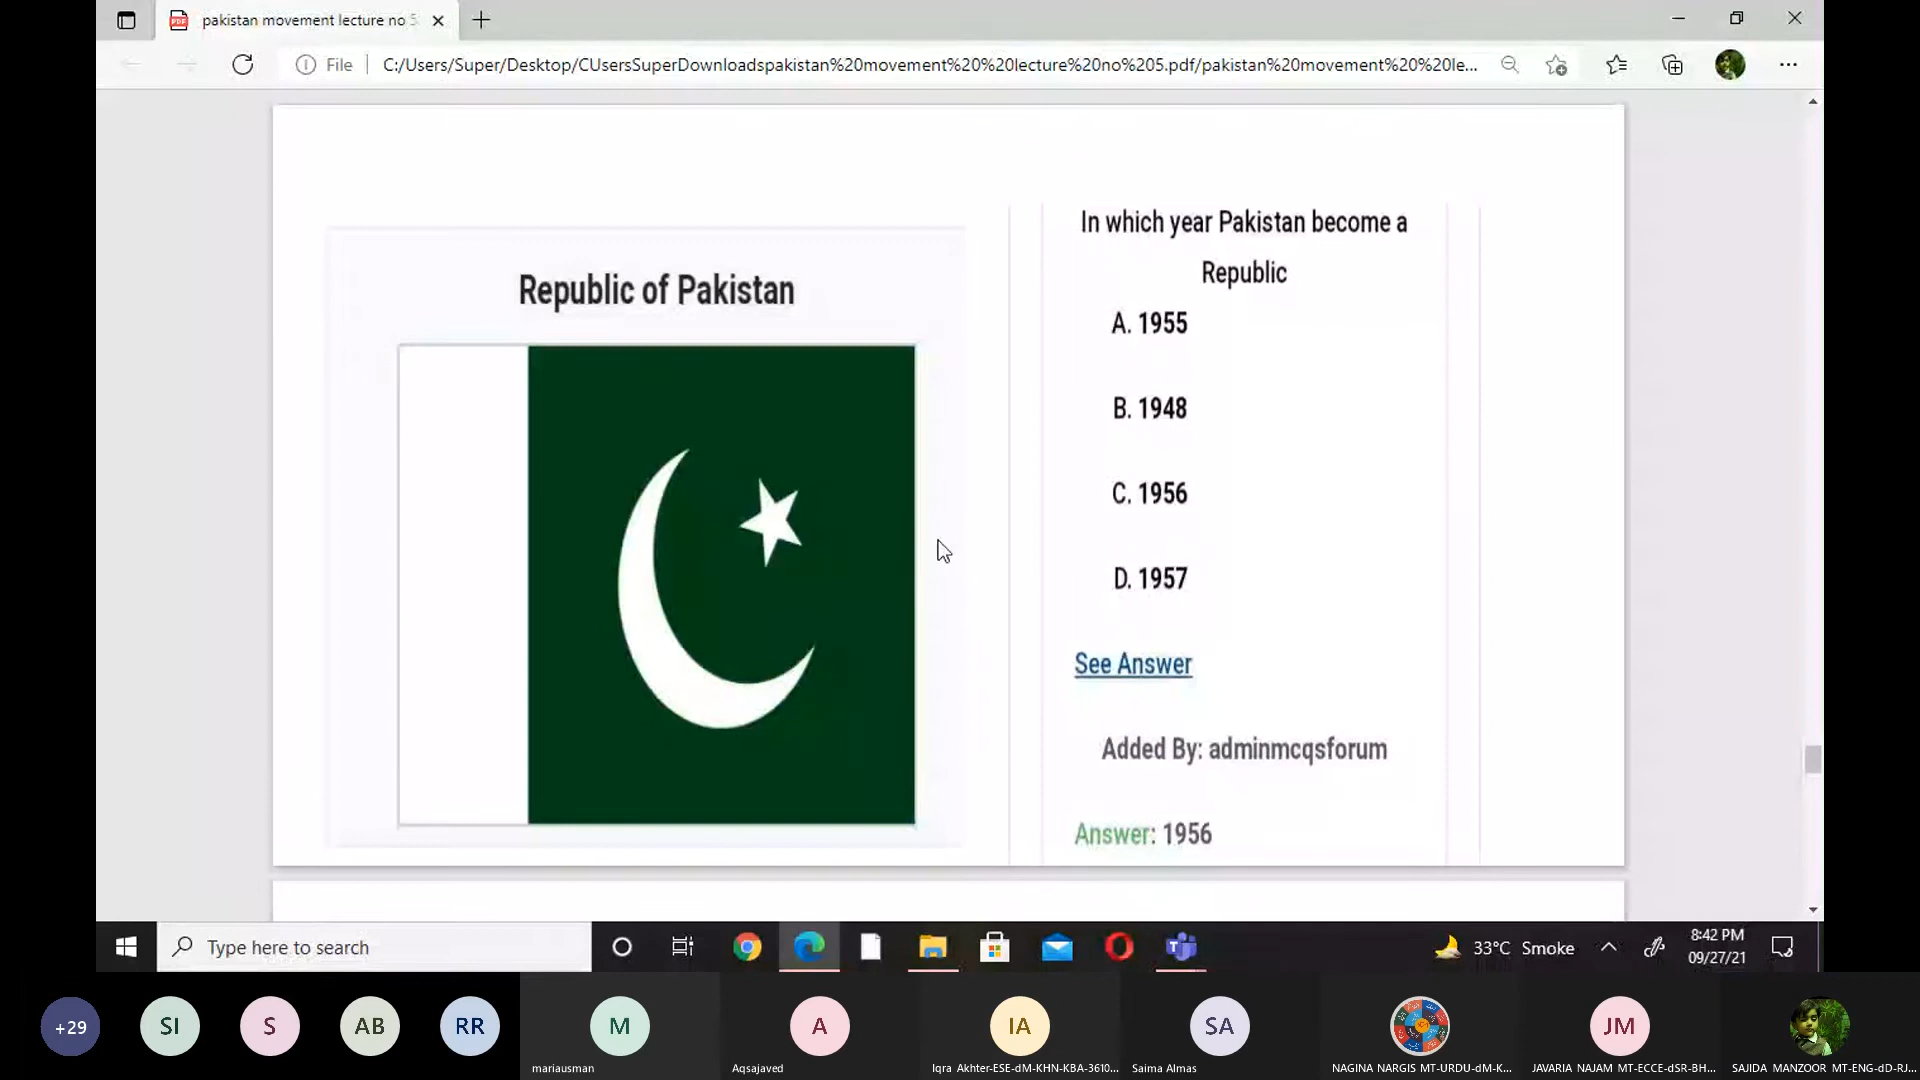 pakistan movement lecture no 5
File
C:/Users/Super/Desktop/CUsersSuperDownloadspakistan%20movement%20%20lecture%20no%205.pdf/pakistan%20movement%20%20le...
Republic of Pakistan
In which year Pakistan become a
Republic
A. 1955
B. 1948
C. 1956
D. 1957
See Answer
Added By: adminmcqsforum
Answer: 1956
Type here to search
33°C Smoke
8:42 PM
09/27/21
+29
SI
S
AB
RR
M
A
IA
SA
JM
mariausman
Aqsajaved
Iqra Akhter-ESE-dM-KHN-KBA-3610...
Saima Almas
NAGINA NARGIS MT-URDU-dM-K...
JAVARIA NAJAM MT-ECCE-dSR-BH...
SAJIDA MANZOOR MT-ENG-dD-RJ...